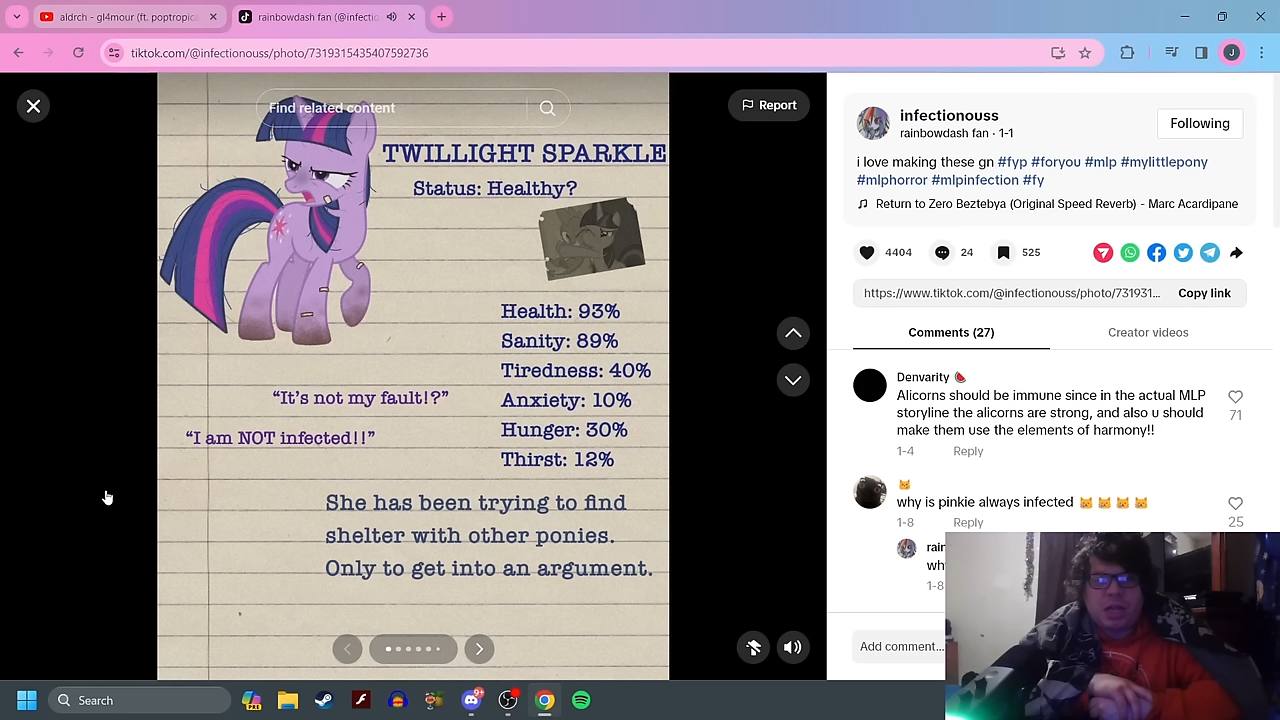 aldrch - gl4mour (ft. poptropic
rainbowdash fan (@infectio
tiktok.com/@infectionouss/photo/7319315435407592736
J
Find related content
Report
TWILLIGHT SPARKLE
Status: Healthy?
Health: 93%
Sanity: 89%
Tiredness: 40%
Anxiety: 10%
Hunger: 30%
Thirst: 12%
“It’s not my fault!?”
“I am NOT infected!!”
She has been trying to find
shelter with other ponies.
Only to get into an argument.
infectionouss
rainbowdash fan · 1-1
Following
i love making these gn #fyp #foryou #mlp #mylittlepony
#mlphorror #mlpinfection #fy
Return to Zero Beztebya (Original Speed Reverb) - Marc Acardipane
4404
24
525
https://www.tiktok.com/@infectionouss/photo/731931...
Copy link
Comments (27)
Creator videos
Denvarity
Alicorns should be immune since in the actual MLP
storyline the alicorns are strong, and also u should
make them use the elements of harmony!!
71
1-4 Reply
why is pinkie always infected
1-8 Reply
25
rain
wh
1-8
Add comment...
Search
PRE
9+